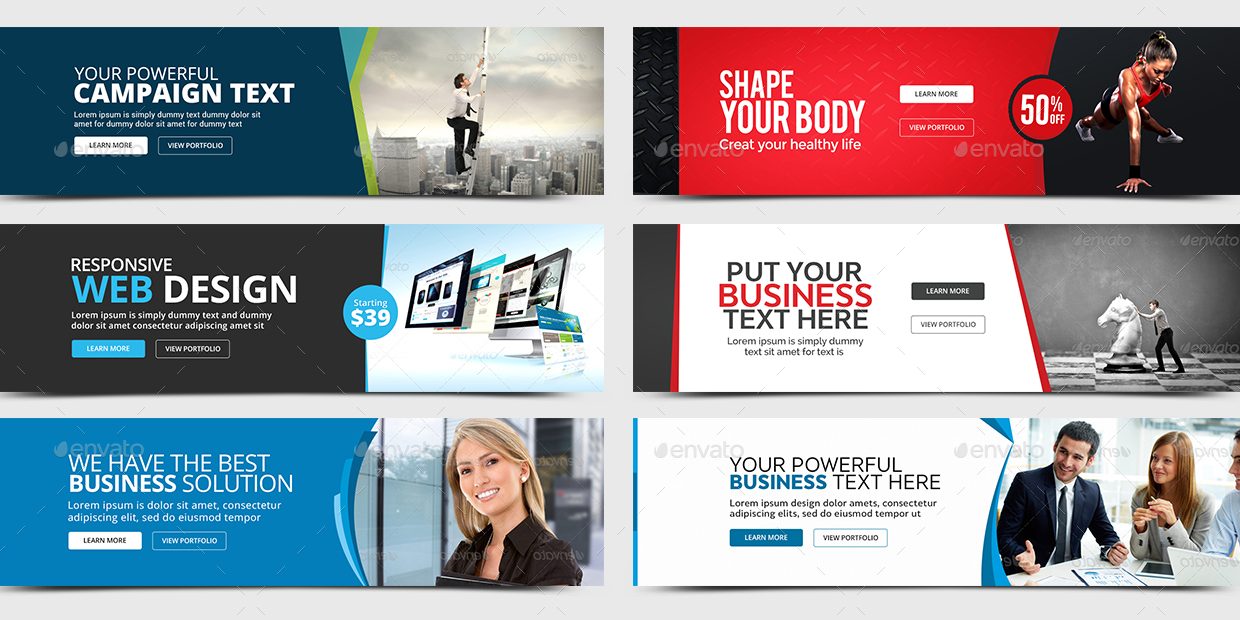 YOUR POWERFUL
CAMPAIGN TEXT
Lorem ipsum is simply dummy text dummy dolor sit
amet for dummy dolor sit dummy dummy text
LEARN MORE
VIEW PORTFOLIO
SHAPE
YOUR BODY
Creat your healthy life
LEARN MORE
VIEW PORTFOLIO
50%
OFF
RESPONSIVE
WEB DESIGN
Lorem ipsum is simply dummy text and dummy
dolor sit amet consectetur adipiscing amet sit
LEARN MORE
VIEW PORTFOLIO
Starting
$39
PUT YOUR
BUSINESS
TEXT HERE
Lorem ipsum is simply dummy
text sit amet for text is
LEARN MORE
VIEW PORTFOLIO
WE HAVE THE BEST
BUSINESS SOLUTION
Lorem ipsum is dolor sit amet, consectetur
adipiscing elit, sed do eiusmod tempor
LEARN MORE
VIEW PORTFOLIO
YOUR POWERFUL
BUSINESS TEXT HERE
Lorem ipsum design dolor amets, consectetur
adipiscing elits, sed do eiusmod tempor ut
LEARN MORE
VIEW PORTFOLIO
envato
envato
envato
envato
envato
envato
envato